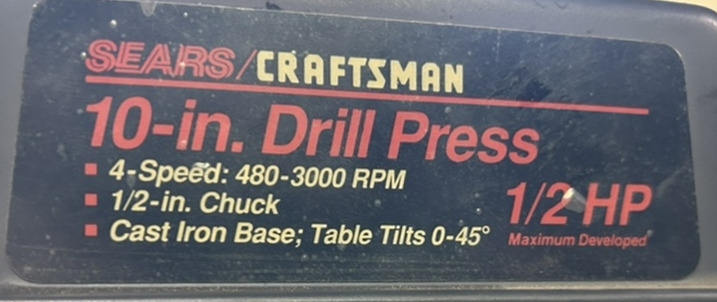 SEARS/CRAFTSMAN
10-in. Drill Press
▪ 4-Speed: 480-3000 RPM
▪ 1/2-in. Chuck
▪ Cast Iron Base; Table Tilts 0-45°
1/2 HP
Maximum Developed